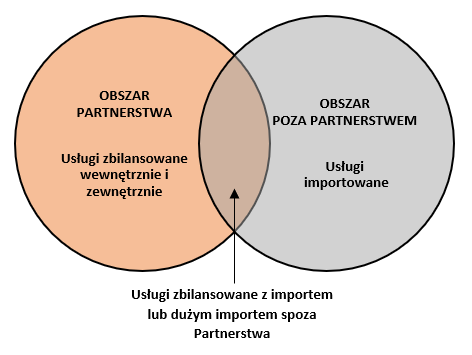 OBSZAR
PARTNERSTWA
Usługi zbilansowane
wewnętrznie i
zewnętrznie
OBSZAR
POZA PARTNERSTWEM
Usługi
importowane
Usługi zbilansowane z importem
lub dużym importem spoza
Partnerstwa